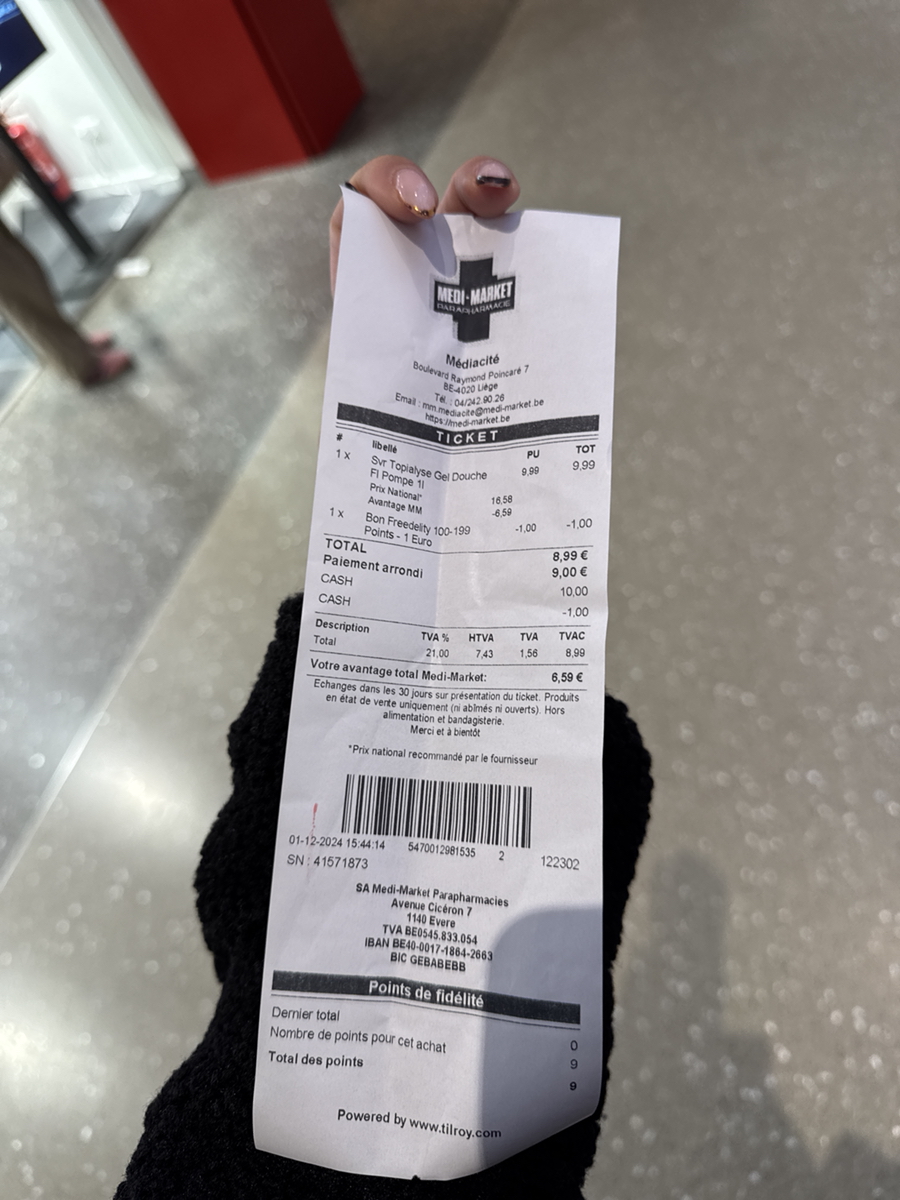 MEDI-MARKET
PARAPHARMACIE
Médiacité
Boulevard Raymond Poincaré 7
BE-4020 Liège
Tél. : 04/242.90.26
Email : mm.mediacite@medi-market.be
https://medi-market.be
TICKET
# libellé PU TOT
1 x Svr Topialyse Gel Douche 9,99 9,99
Fl Pompe 1l
Prix National* 16,58
Avantage MM -6,59
1 x Bon Freedelity 100-199 -1,00 -1,00
Points - 1 Euro
TOTAL 8,99 €
Paiement arrondi 9,00 €
CASH 10,00
CASH -1,00
Description TVA % HTVA TVA TVAC
Total 21,00 7,43 1,56 8,99
Votre avantage total Medi-Market: 6,59 €
Echanges dans les 30 jours sur présentation du ticket. Produits
en état de vente uniquement (ni abîmés ni ouverts). Hors
alimentation et bandagisterie.
Merci et à bientôt
*Prix national recommandé par le fournisseur
01-12-2024 15:44:14 5470012981535 2 122302
SN : 41571873
SA Medi-Market Parapharmacies
Avenue Cicéron 7
1140 Evere
TVA BE0545.833.054
IBAN BE40-0017-1864-2663
BIC GEBABEBB
Points de fidélité
Dernier total 0
Nombre de points pour cet achat 9
Total des points 9
Powered by www.tilroy.com